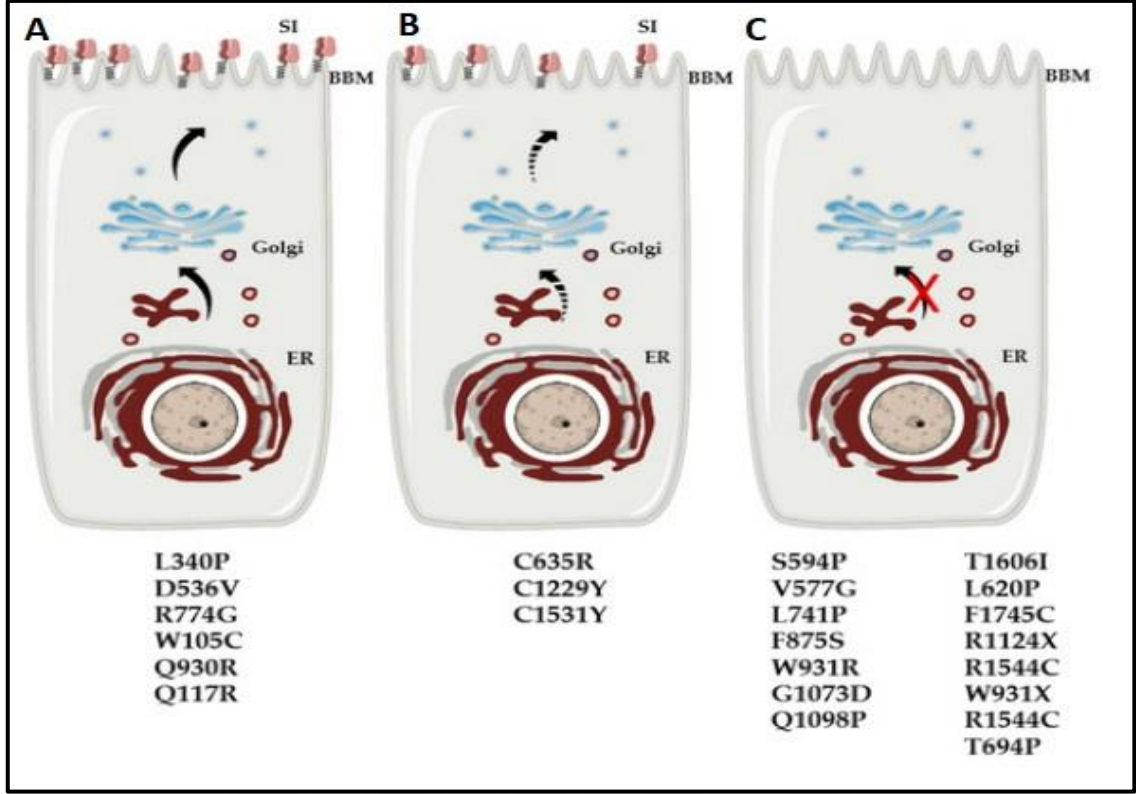 A
SI
BBM
Golgi
ER
L340P
D536V
R774G
W105C
Q930R
Q117R
B
SI
BBM
Golgi
ER
C635R
C1229Y
C1531Y
C
BBM
Golgi
ER
S594P
V577G
L741P
F875S
W931R
G1073D
Q1098P
T1606I
L620P
F1745C
R1124X
R1544C
W931X
R1544C
T694P